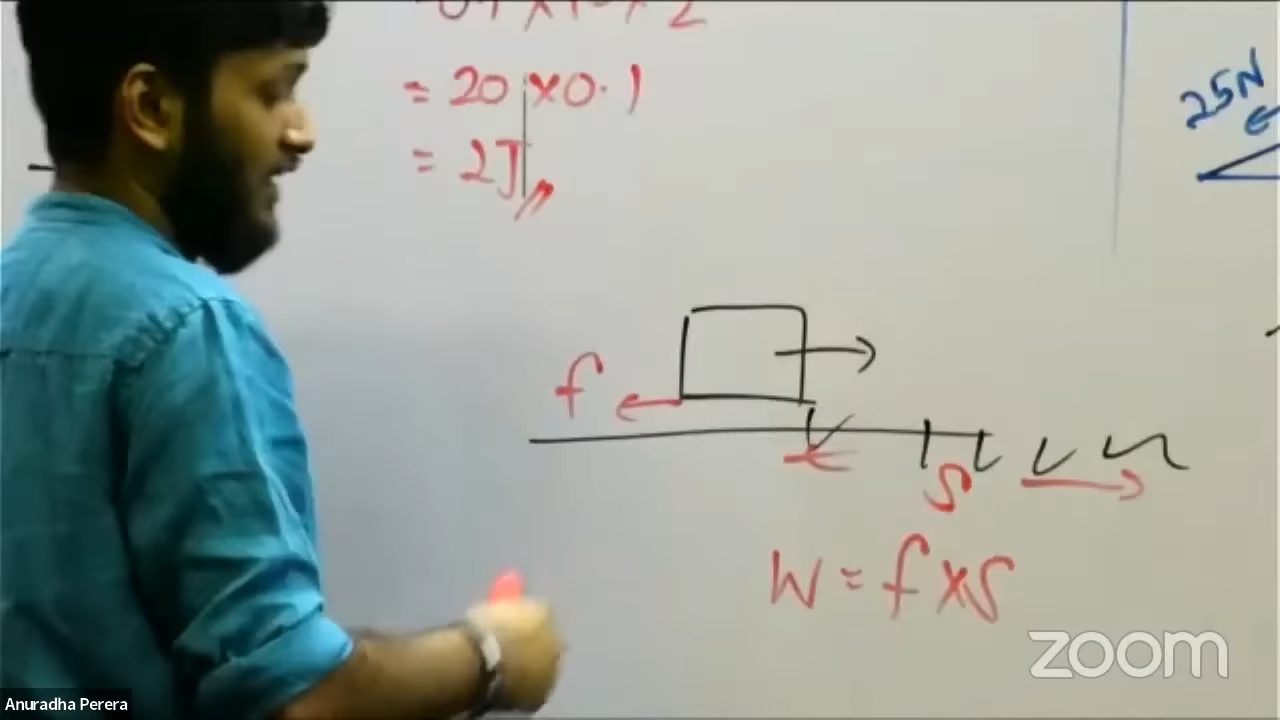 = 20 × 0.1
= 2J
25N
f
S
W = f × S
zoom
Anuradha Perera